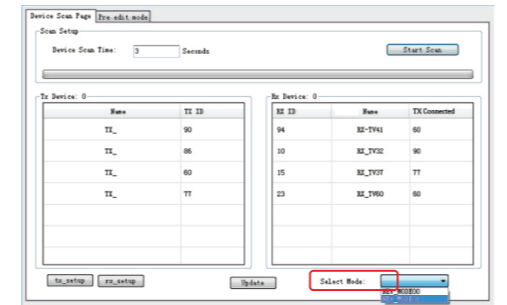 Device Scan Page Pre-edit mode
Scan Setup
Device Scan Time: 3 Seconds Start Scan
Tx Device: 0 Rx Device: 0
Name TX ID RX ID Name TX Connected
TX_ 90 94 RX-TV41 60
TX_ 86 10 RX_TV32 90
TX_ 60 15 RX_TV37 77
TX_ 77 23 RX_TV60 60
tx_setup rx_setup Update Select Mode: